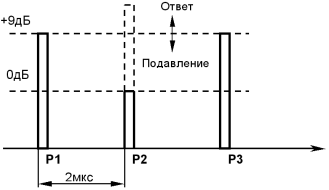 Ответ
+9дБ
Подавление
0дБ
P1 P2 P3
2мкс